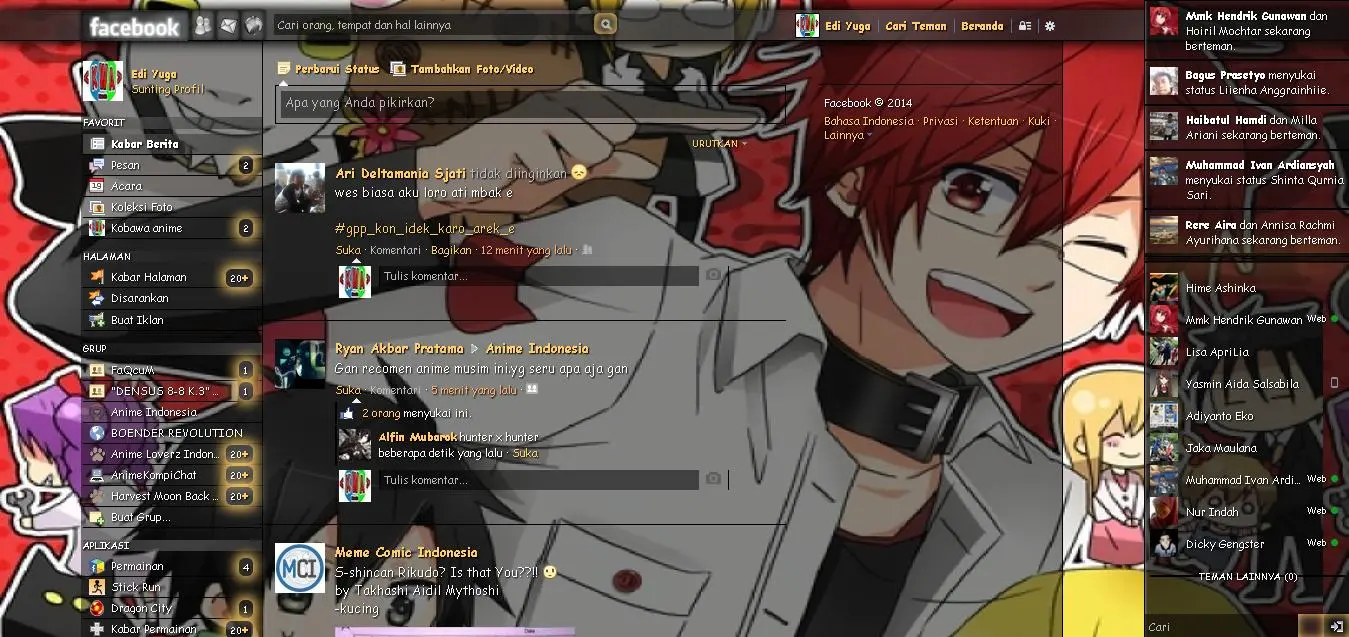 facebook
Cari orang, tempat dan hal lainnya
Edi Yuga
Cari Teman
Beranda
Edi Yuga
Sunting Profil
FAVORIT
Kabar Berita
Pesan 2
Acara
Koleksi Foto
Kobawa anime 2
HALAMAN
Kabar Halaman 20+
Disarankan
Buat Iklan
GRUP
FaQcuM 1
"DENSUS 8-8 K.3" ... 1
Anime Indonesia
BOENDER REVOLUTION
Anime Loverz Indon... 20+
AnimeKompiChat 20+
Harvest Moon Back ... 20+
Buat Grup...
APLIKASI
Permainan 4
Stick Run
Dragon City 1
Kabar Permainan 20+
Perbarui Status
Tambahkan Foto/Video
Apa yang Anda pikirkan?
URUTKAN
Ari Deltamania Sjati tidak diinginkan
wes biasa aku loro ati mbak e
#gpp_kon_idek_karo_arek_e
Suka · Komentari · Bagikan · 12 menit yang lalu ·
Tulis komentar...
Ryan Akbar Pratama Anime Indonesia
Gan recomen anime musim ini.yg seru apa aja gan
Suka · Komentari · 5 menit yang lalu ·
2 orang menyukai ini.
Alfin Mubarok hunter x hunter
beberapa detik yang lalu · Suka
Tulis komentar...
MCI
Meme Comic Indonesia
S-shincan Rikudo? Is that You??!!
by Takhashi Aidil Mythoshi
-kucing
Facebook © 2014
Bahasa Indonesia · Privasi · Ketentuan · Kuki ·
Lainnya
Mmk Hendrik Gunawan dan
Hoiril Mochtar sekarang
berteman.
Bagus Prasetyo menyukai
status Liienha Anggrainhiie.
Haibatul Hamdi dan Milla
Ariani sekarang berteman.
Muhammad Ivan Ardiansyah
menyukai status Shinta Qurnia
Sari.
Rere Aira dan Annisa Rachmi
Ayurihana sekarang berteman.
Hime Ashinka
Mmk Hendrik Gunawan Web
Lisa ApriLia
Yasmin Aida Salsabila
Adiyanto Eko
Jaka Maulana
Muhammad Ivan Ardi... Web
Nur Indah Web
Dicky Gengster Web
TEMAN LAINNYA (0)
Cari